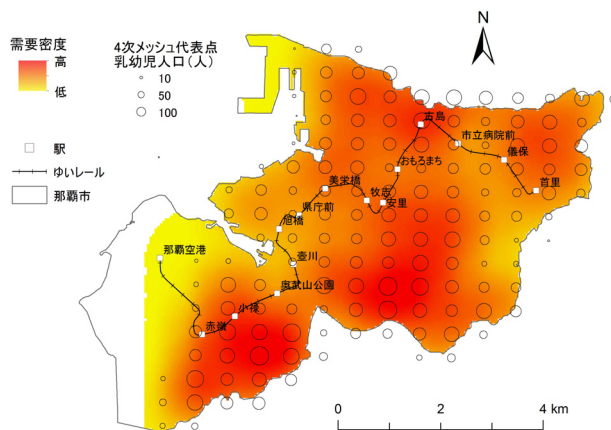 需要密度
高
低
4次メッシュ代表点
乳幼児人口(人)
10
50
100
駅
ゆいレール
那覇市
N
古島
市立病院前
儀保
首里
おもろまち
美栄橋
牧志
安里
県庁前
旭橋
壺川
那覇空港
奥武山公園
小禄
赤嶺
0 2 4 km